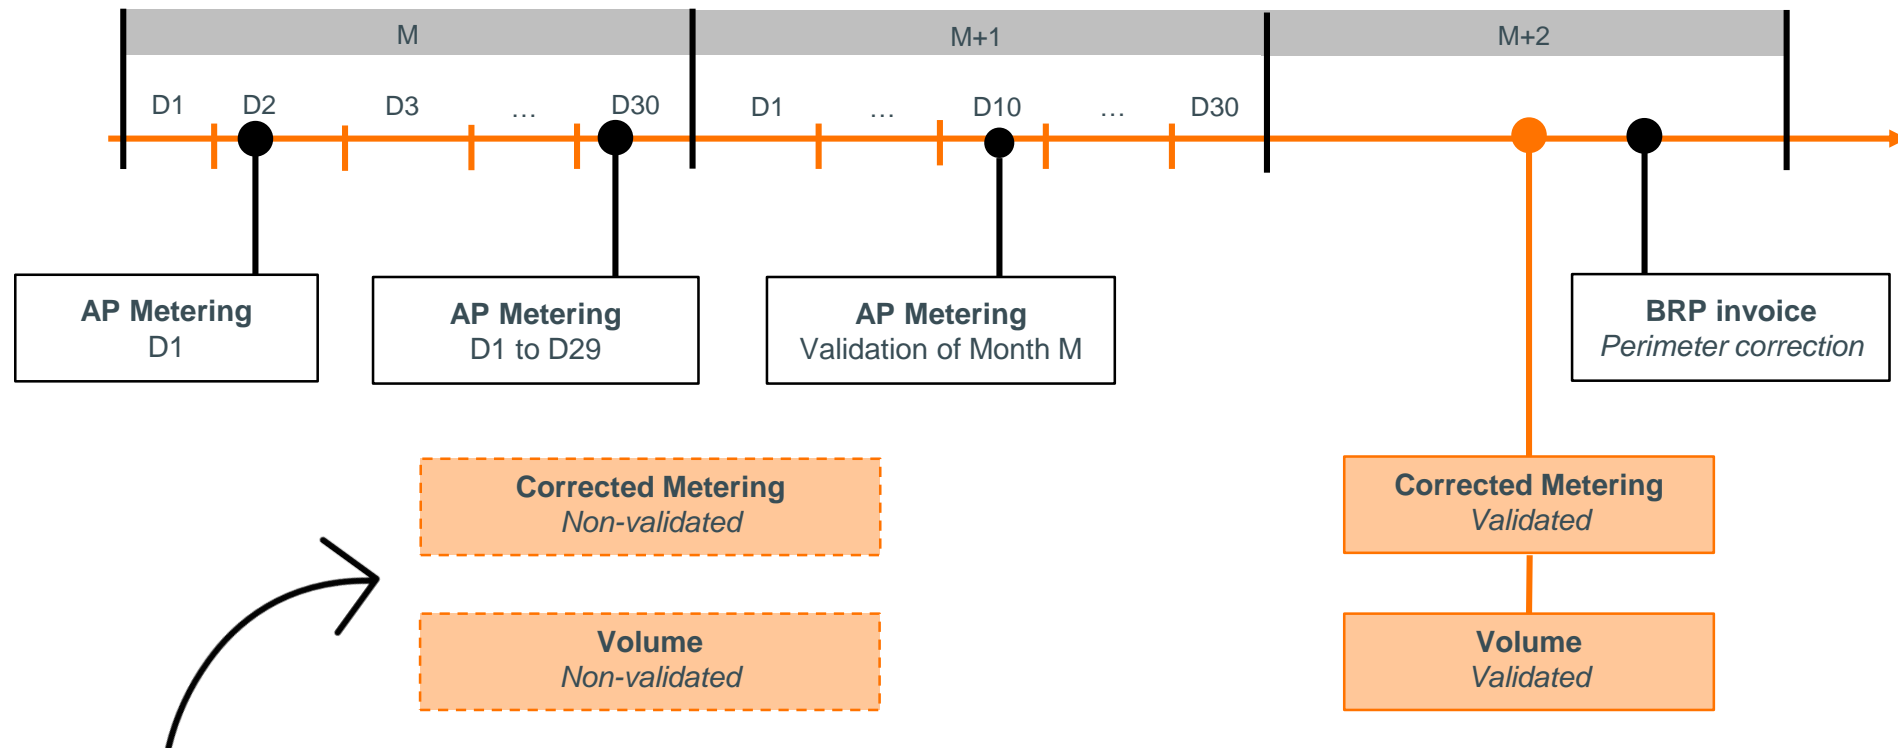 M
M+1
M+2
D1
D2
D3
...
D30
D1
...
D10
...
D30
AP Metering
D1
AP Metering
D1 to D29
AP Metering
Validation of Month M
BRP invoice
Perimeter correction
Corrected Metering
Non-validated
Corrected Metering
Validated
Volume
Non-validated
Volume
Validated